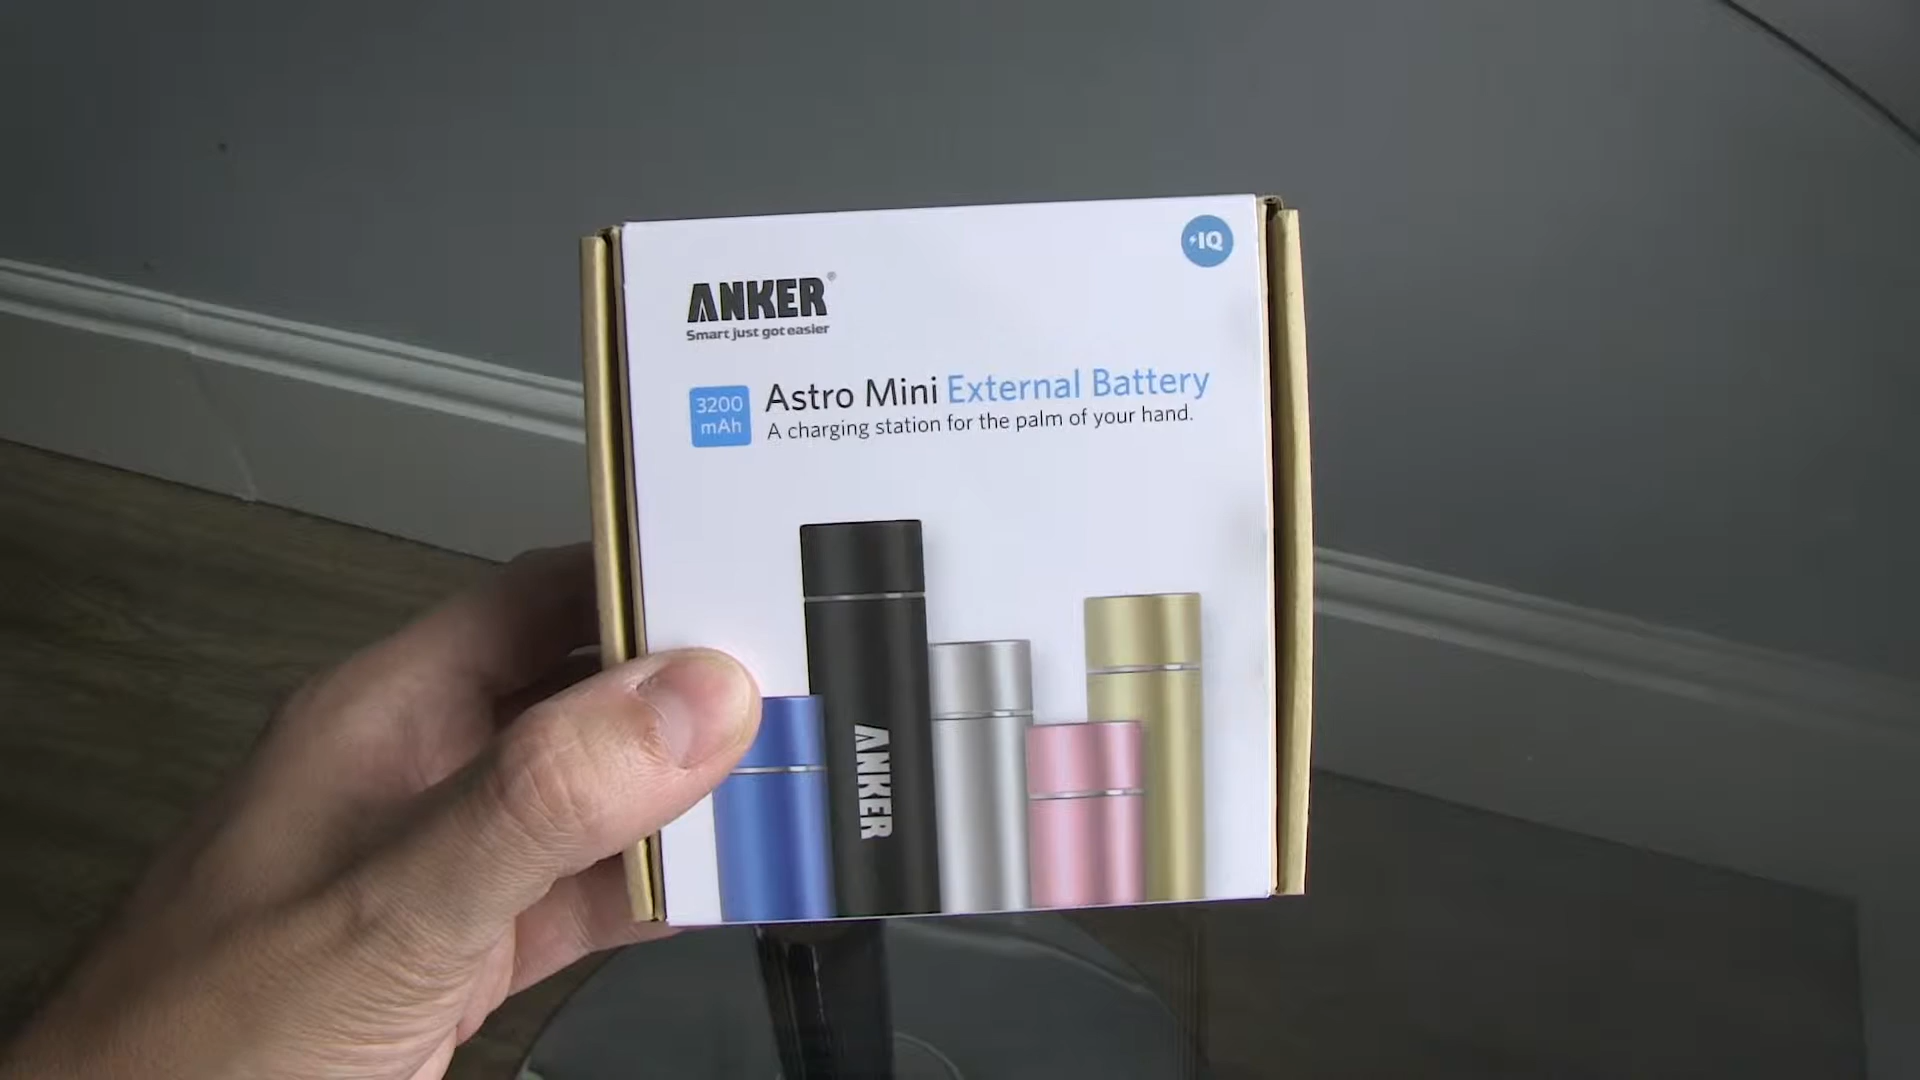 IQ
ANKER®
Smart just got easier
3200
mAh
Astro Mini External Battery
A charging station for the palm of your hand.
ANKER